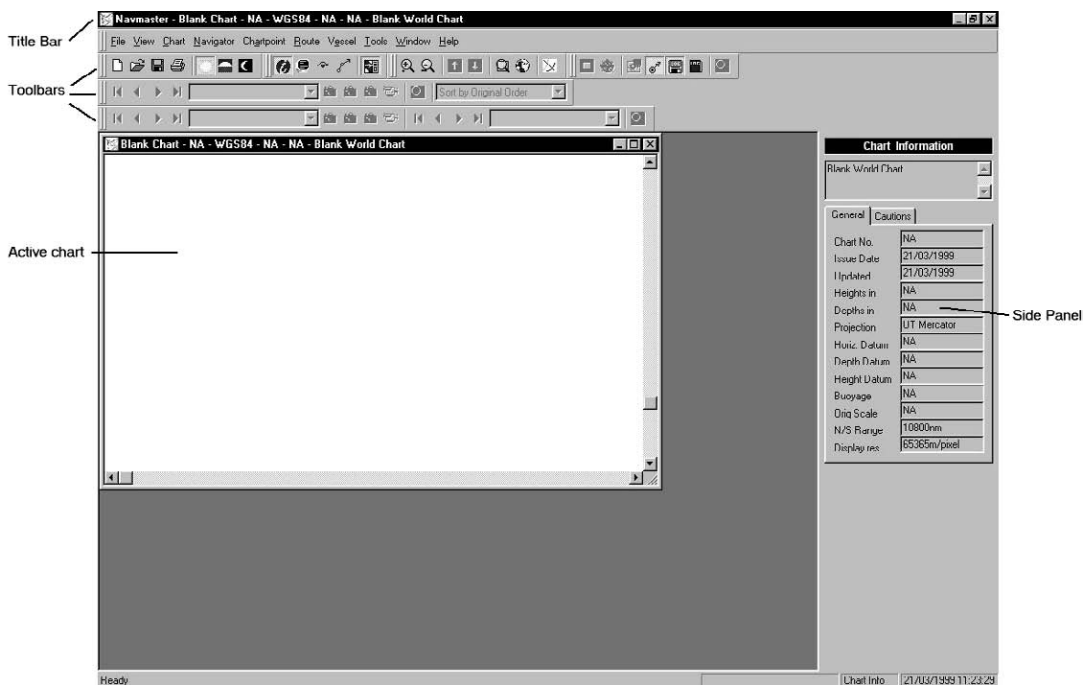 Navmaster - Blank Chart - NA - WGS84 - NA - NA - Blank World Chart
Title Bar
File View Chart Navigator Chartpoint Route Vessel Tools Window Help
Toolbars
Sort by Original Order
Blank Chart - NA - WGS84 - NA - NA - Blank World Chart
Chart Information
Blank World Chart
General Cautions
Active chart
Chart No. NA
Issue Date 21/03/1999
Updated 21/03/1999
Heights in NA
Depths in NA
Side Panel
Projection UT Mercator
Horiz. Datum NA
Depth Datum NA
Height Datum NA
Buoyage NA
Orig Scale NA
N/S Range 10800nm
Display res 65365m/pixel
Ready Chart Info 21/03/1999 11:23:29